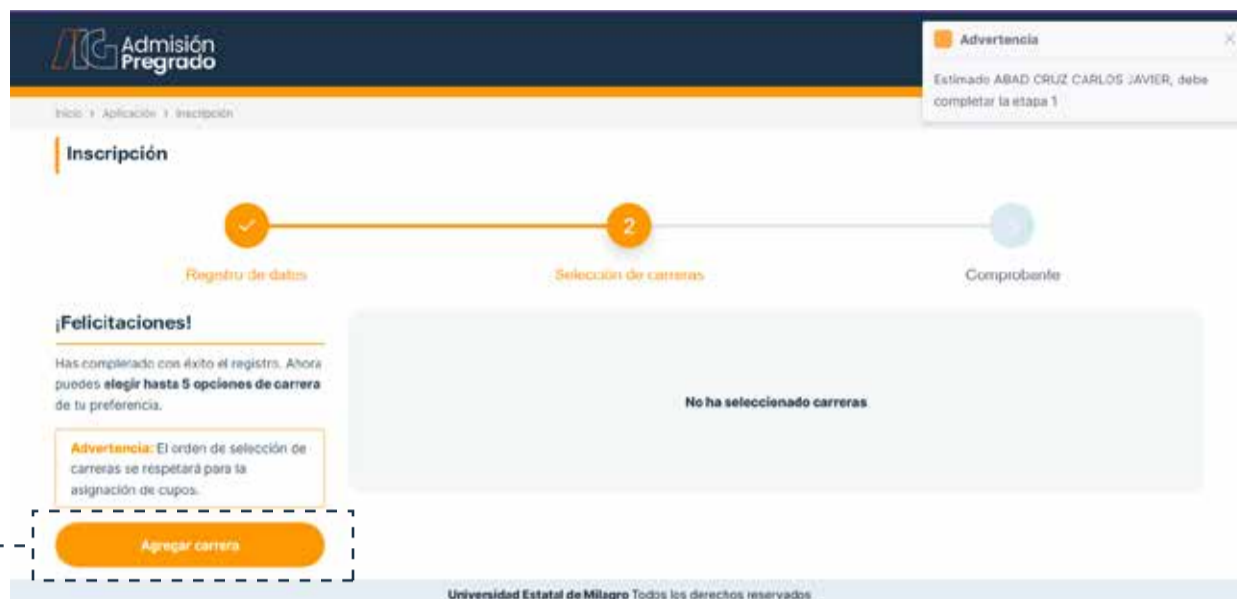 Admisión
Pregrado
Advertencia
Estimado ABAD CRUZ CARLOS JAVIER, debe
completar la etapa 1
Inicio > Aplicación > Inscripción
Inscripción
2
Registro de datos
Selección de carreras
Comprobante
¡Felicitaciones!
Has completado con éxito el registro. Ahora
puedes elegir hasta 5 opciones de carrera
de tu preferencia.
No ha seleccionado carreras
Advertencia: El orden de selección de
carreras se respetará para la
asignación de cupos.
Agregar carrera
Universidad Estatal de Milagro Todos los derechos reservados